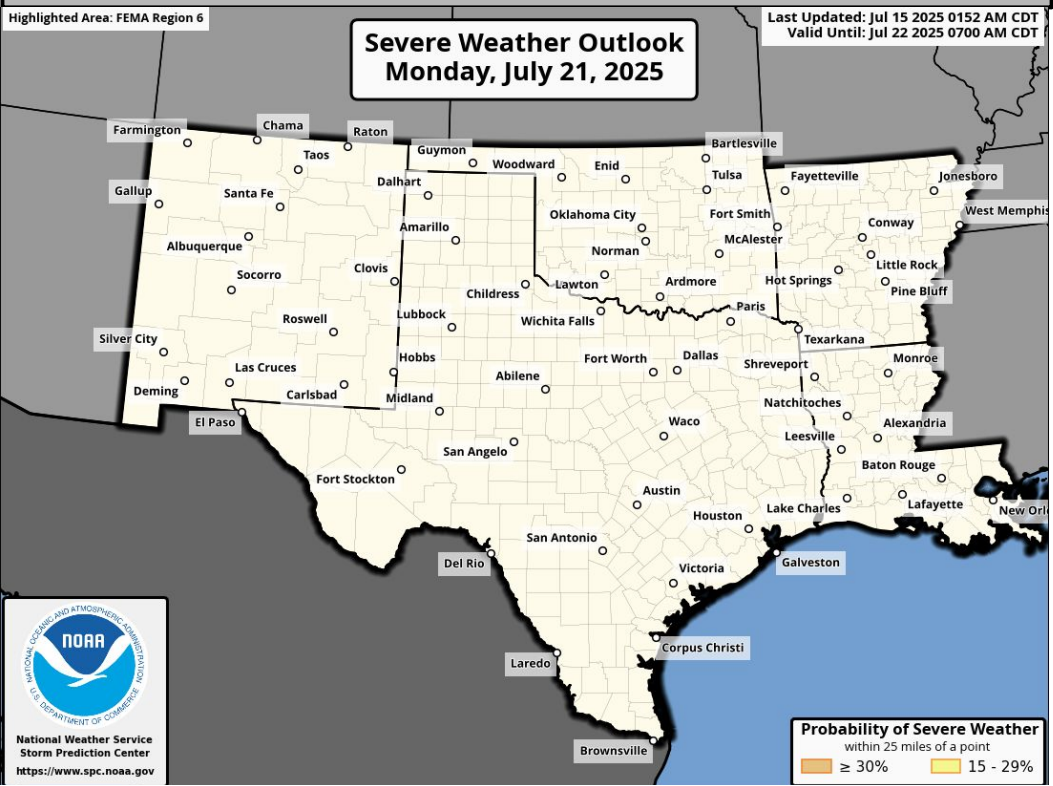 Highlighted Area: FEMA Region 6
Severe Weather Outlook
Monday, July 21, 2025
Last Updated: Jul 15 2025 0152 AM CDT
Valid Until: Jul 22 2025 0700 AM CDT
Farmington
Chama
Raton
Taos
Guymon
Woodward
Enid
Bartlesville
Tulsa
Fayetteville
Jonesboro
Gallup
Santa Fe
Dalhart
Oklahoma City
Fort Smith
West Memphis
Amarillo
Conway
Albuquerque
Norman
McAlester
Socorro
Clovis
Little Rock
Lawton
Ardmore
Hot Springs
Childress
Pine Bluff
Roswell
Lubbock
Wichita Falls
Paris
Silver City
Texarkana
Hobbs
Fort Worth
Dallas
Monroe
Las Cruces
Abilene
Shreveport
Deming
Carlsbad
Midland
Natchitoches
El Paso
Waco
Alexandria
San Angelo
Leesville
Fort Stockton
Baton Rouge
Austin
Lake Charles
Lafayette
Houston
New Orl
San Antonio
Del Rio
Galveston
Victoria
Corpus Christi
Laredo
Brownsville
NATIONAL OCEANIC AND ATMOSPHERIC ADMINISTRATION
NOAA
U.S. DEPARTMENT OF COMMERCE
National Weather Service
Storm Prediction Center
https://www.spc.noaa.gov
Probability of Severe Weather
within 25 miles of a point
≥ 30%
15 - 29%